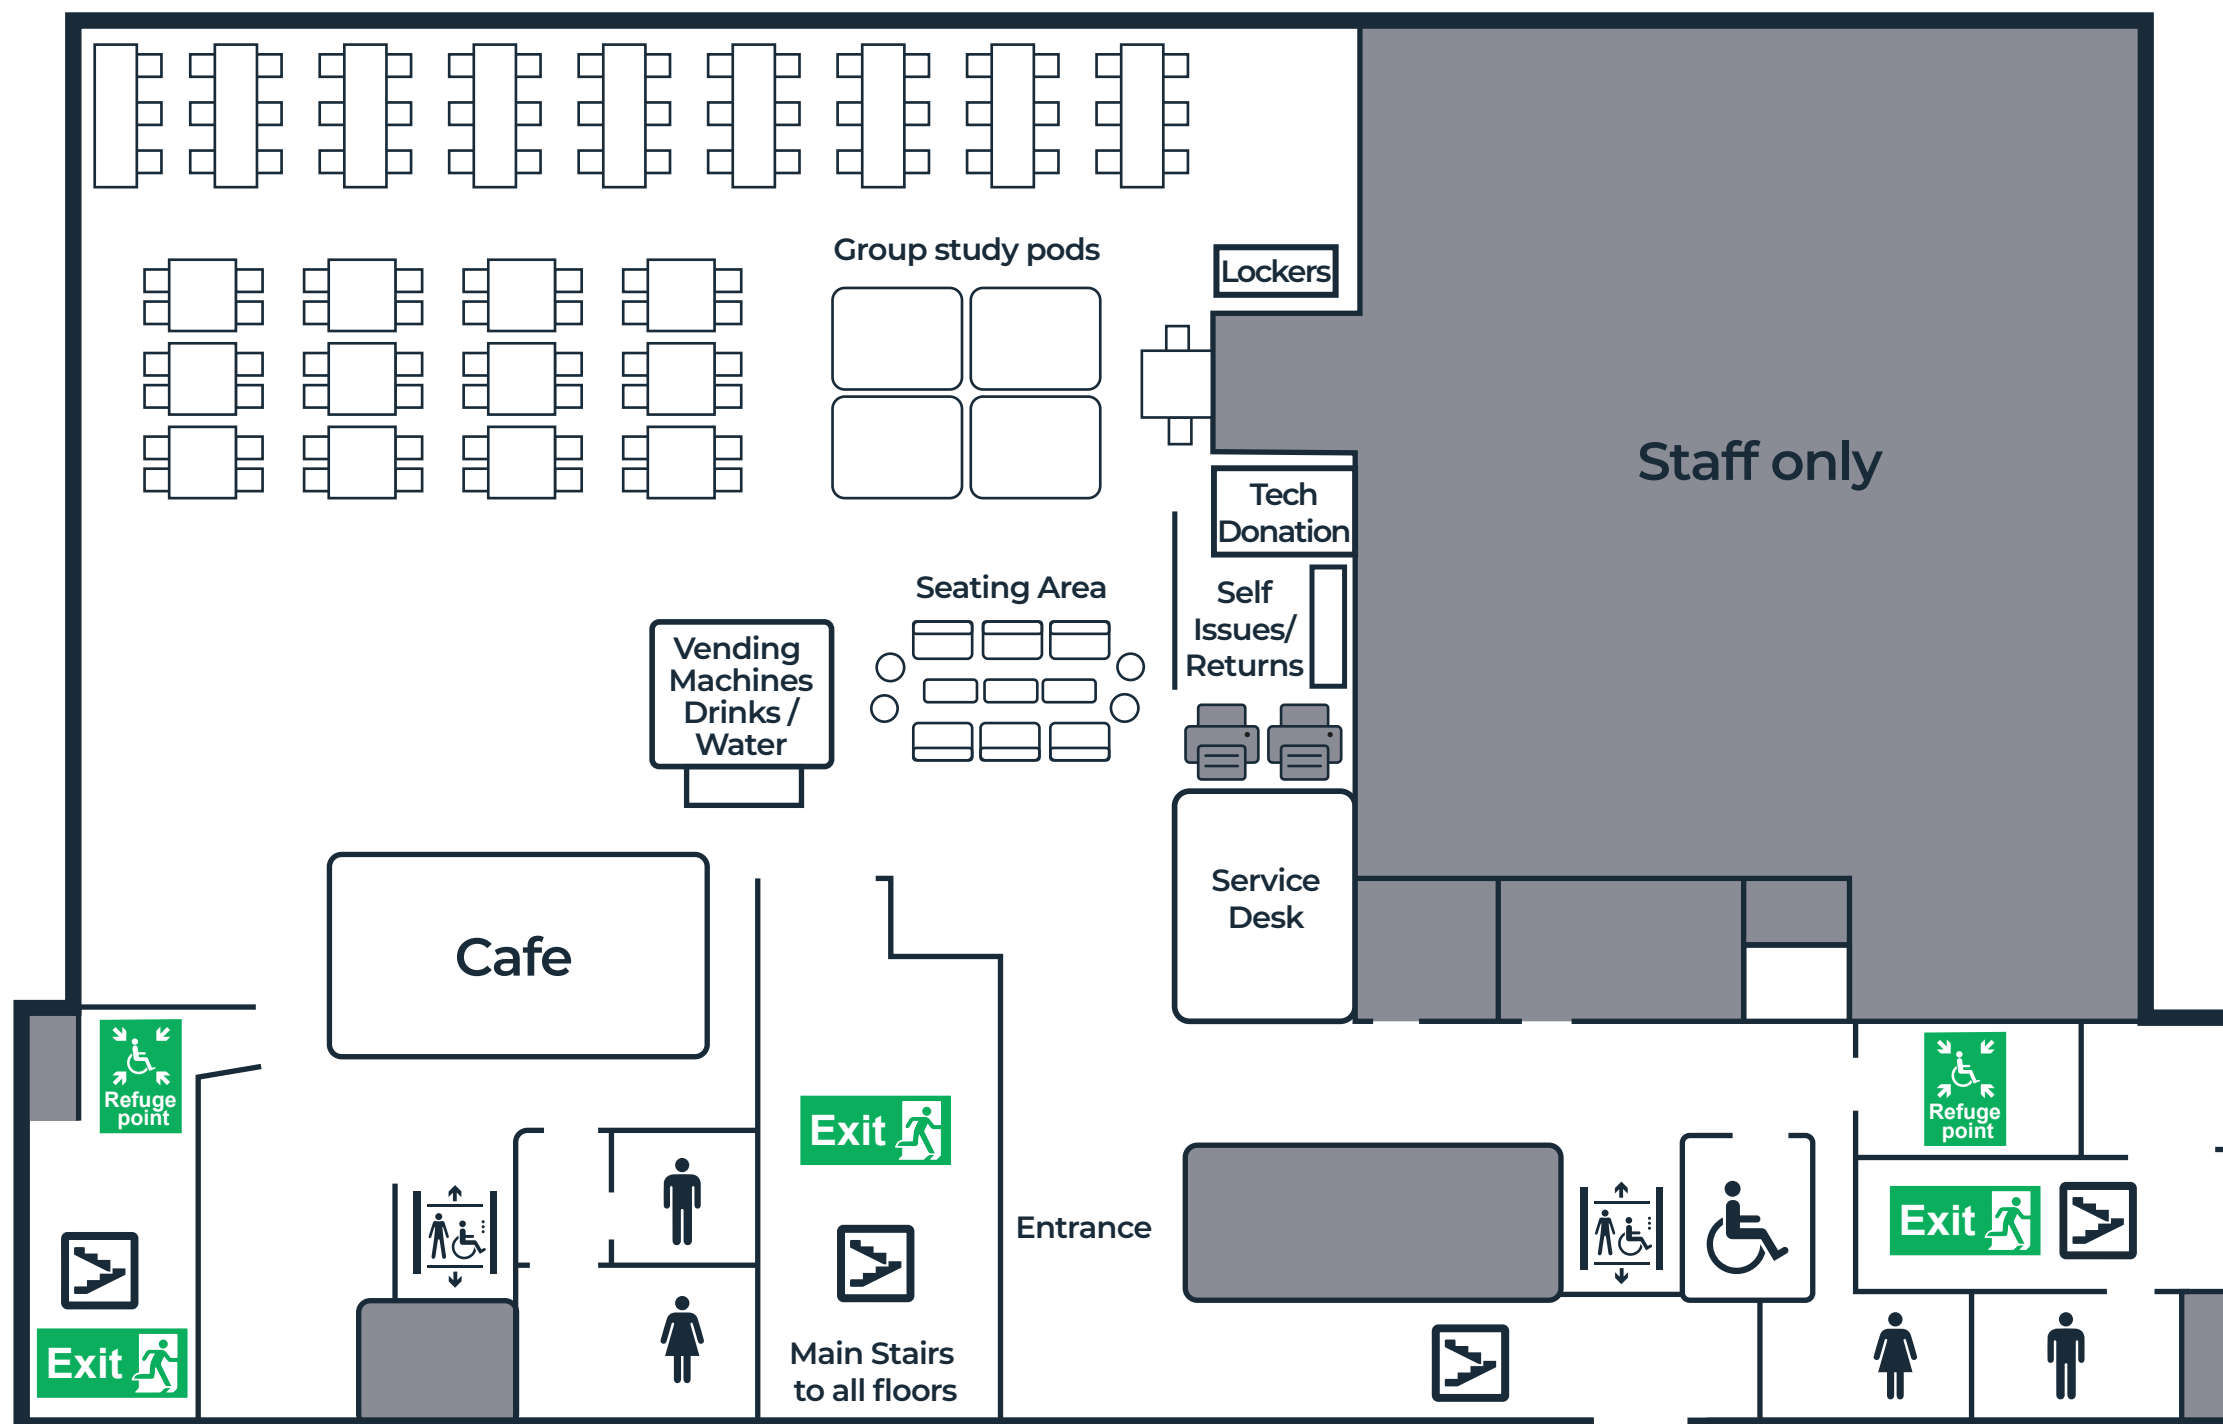 Group study pods
Lockers
Staff only
Tech
Donation
Seating Area
Self
Issues/
Returns
Vending
Machines
Drinks /
Water
Service
Desk
Cafe
Refuge
point
Exit
Refuge
point
Entrance
Exit
Exit
Main Stairs
to all floors